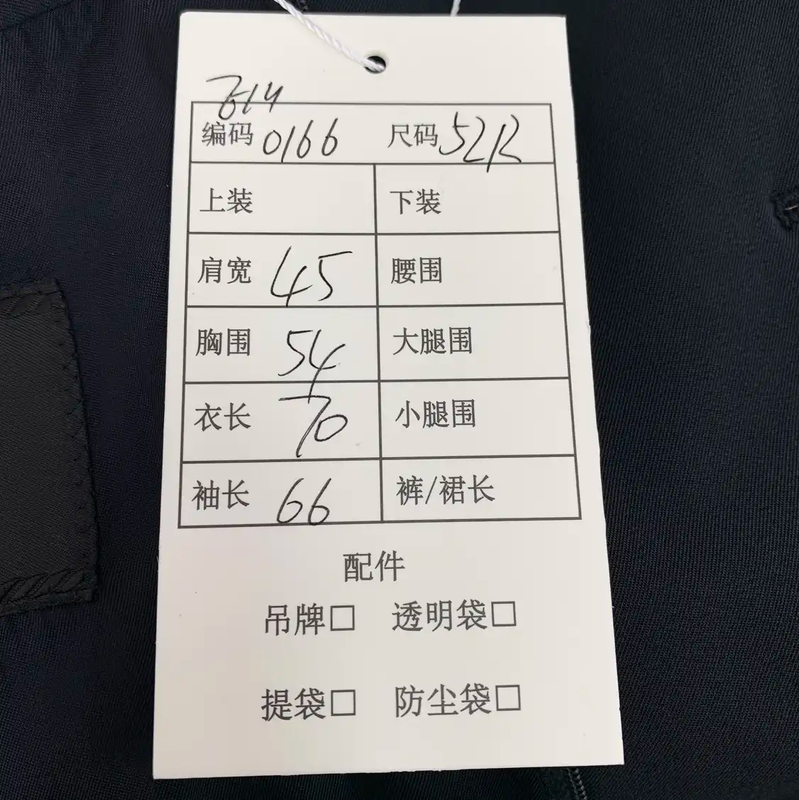 编码 0166 尺码 52R
上装 下装
肩宽 45 腰围
胸围 54 大腿围
衣长 70 小腿围
袖长 66 裤/裙长
配件
吊牌□ 透明袋□
提袋□ 防尘袋□